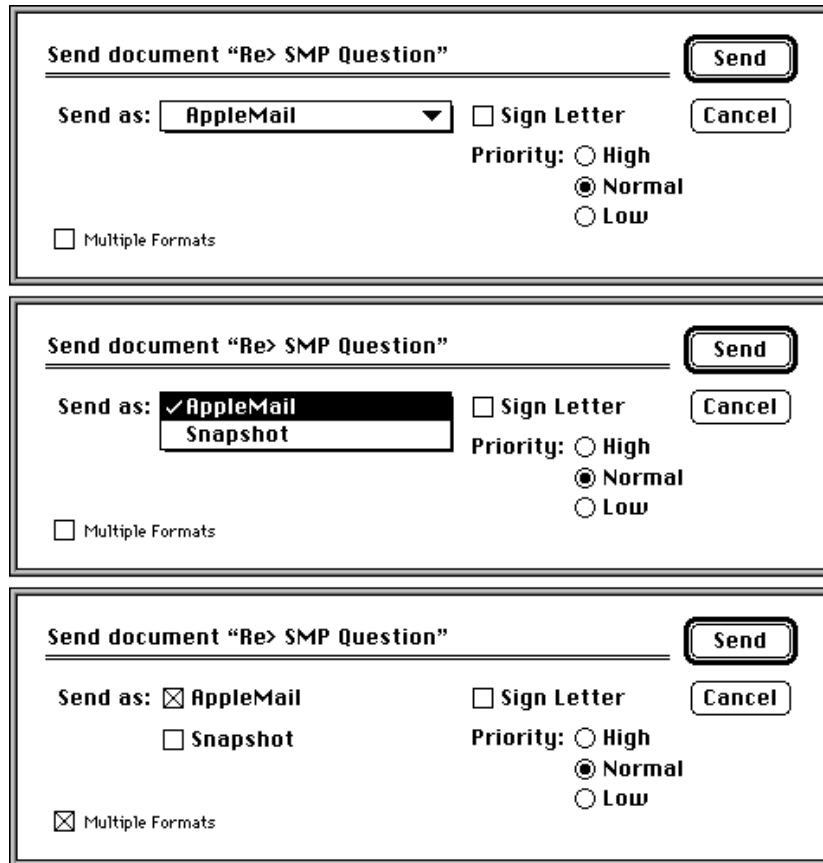 Send document “Re> SMP Question”
Send
Send as: AppleMail
Sign Letter
Cancel
Priority: High
Normal
Low
Multiple Formats
Send document “Re> SMP Question”
Send
Send as: ✓AppleMail
Sign Letter
Cancel
Snapshot
Priority: High
Normal
Low
Multiple Formats
Send document “Re> SMP Question”
Send
Send as: AppleMail
Sign Letter
Cancel
Snapshot
Priority: High
Normal
Low
Multiple Formats